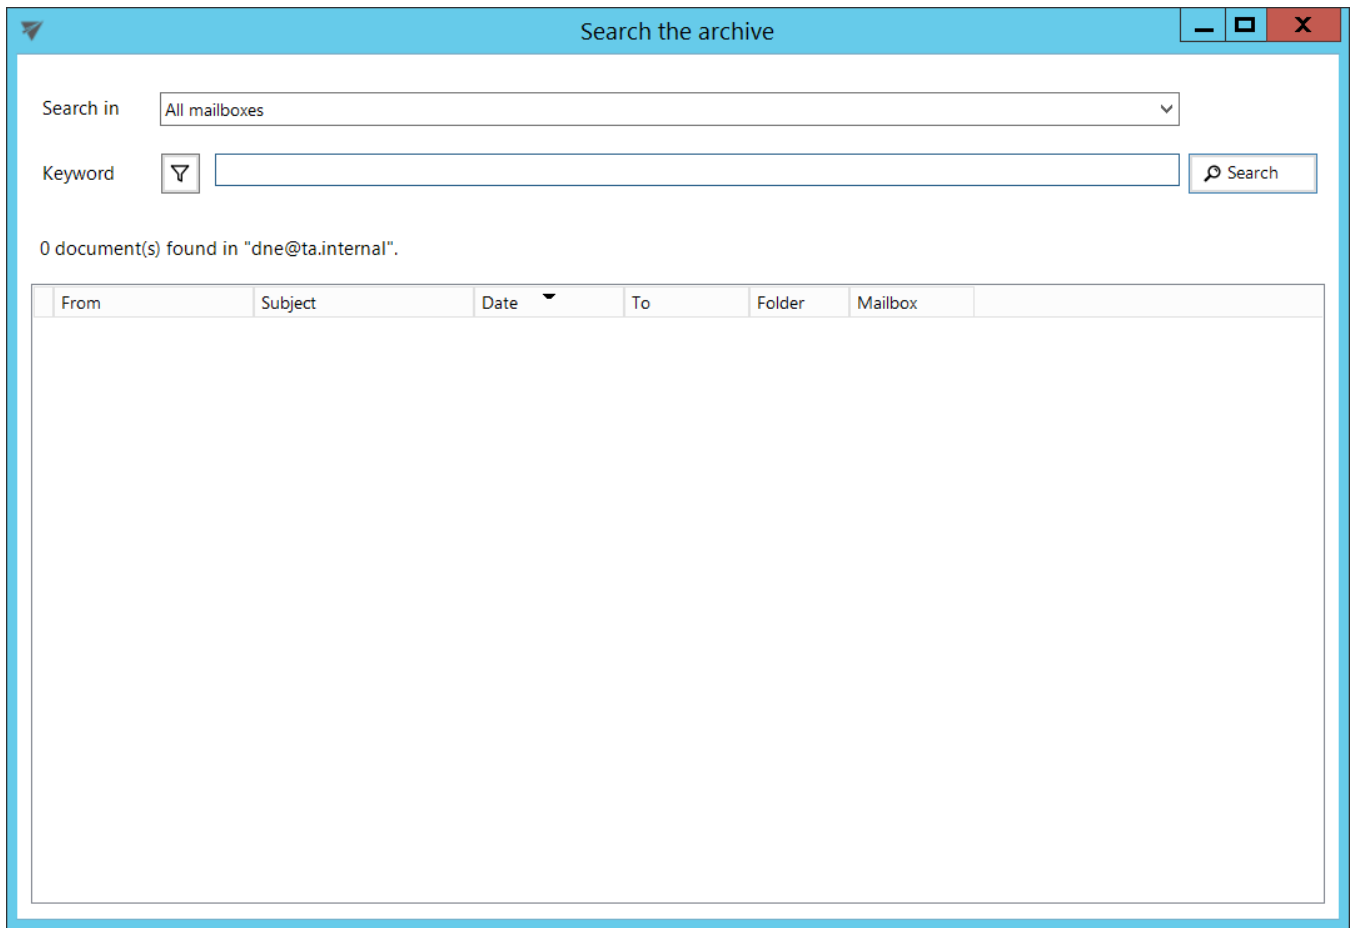 Search the archive
Search in All mailboxes
Keyword Search
0 document(s) found in "dne@ta.internal".
From Subject Date To Folder Mailbox